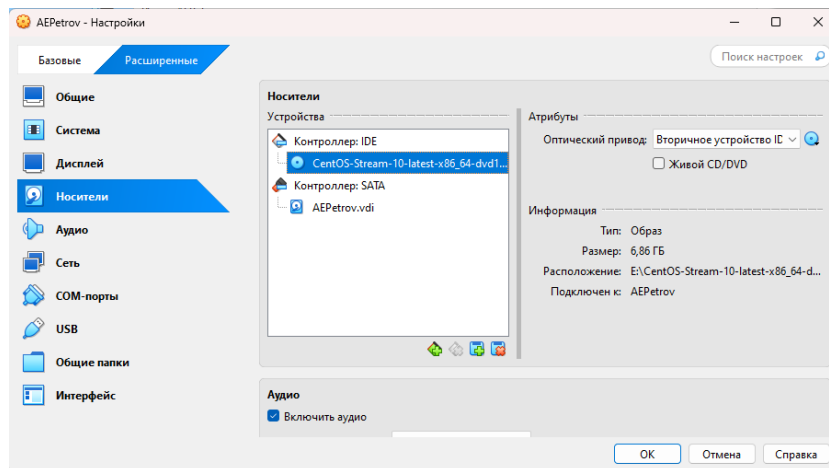 AEPetrov - Настройки
Базовые
Расширенные
Поиск настроек
Общие
Система
Дисплей
Носители
Аудио
Сеть
COM-порты
USB
Общие папки
Интерфейс
Носители
Устройства
Контроллер: IDE
CentOS-Stream-10-latest-x86_64-dvd1...
Контроллер: SATA
AEPetrov.vdi
Атрибуты
Оптический привод: Вторичное устройство IE
Живой CD/DVD
Информация
Тип: Образ
Размер: 6,86 ГБ
Расположение: E:\CentOS-Stream-10-latest-x86_64-d...
Подключен к: AEPetrov
Аудио
Включить аудио
OK
Отмена
Справка